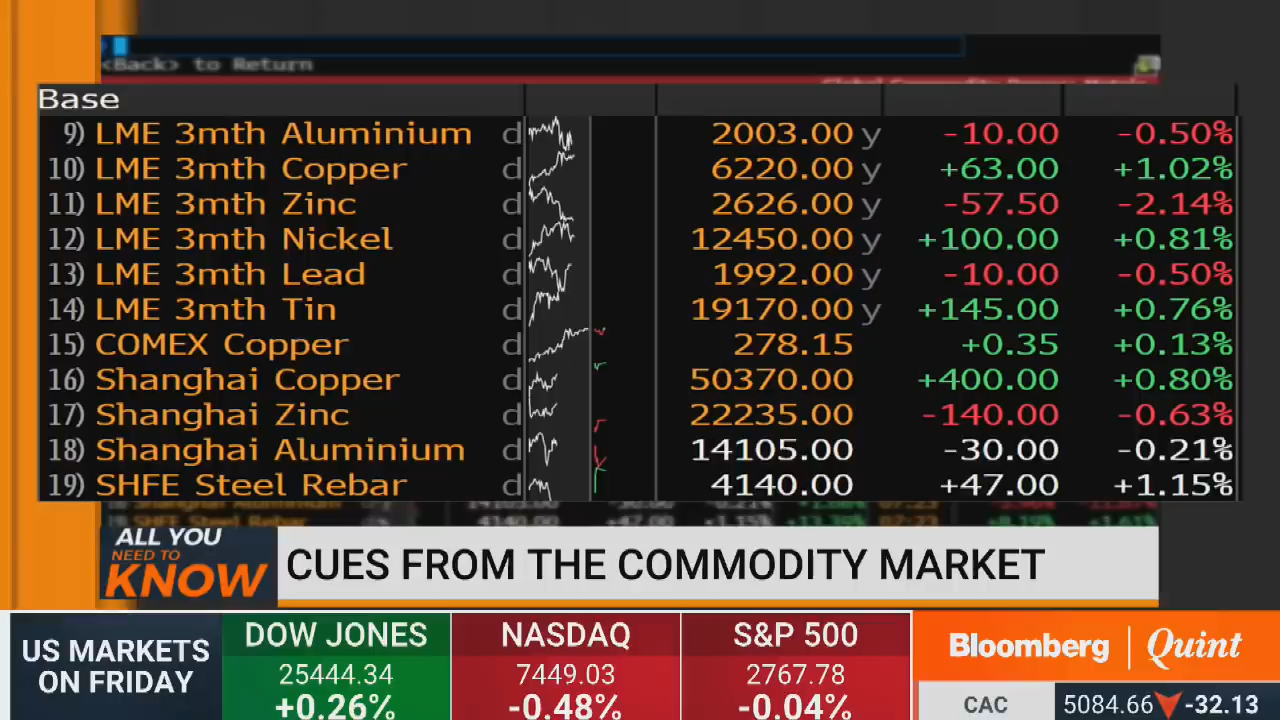 <Back> to Return
Base
9) LME 3mth Aluminium d 2003.00 y -10.00 -0.50%
10) LME 3mth Copper d 6220.00 y +63.00 +1.02%
11) LME 3mth Zinc d 2626.00 y -57.50 -2.14%
12) LME 3mth Nickel d 12450.00 y +100.00 +0.81%
13) LME 3mth Lead d 1992.00 y -10.00 -0.50%
14) LME 3mth Tin d 19170.00 y +145.00 +0.76%
15) COMEX Copper d 278.15 +0.35 +0.13%
16) Shanghai Copper d 50370.00 +400.00 +0.80%
17) Shanghai Zinc d 22235.00 -140.00 -0.63%
18) Shanghai Aluminium d 14105.00 -30.00 -0.21%
19) SHFE Steel Rebar d 4140.00 +47.00 +1.15%
ALL YOU
NEED TO
KNOW
CUES FROM THE COMMODITY MARKET
US MARKETS
ON FRIDAY
DOW JONES
25444.34
+0.26%
NASDAQ
7449.03
-0.48%
S&P 500
2767.78
-0.04%
Bloomberg | Quint
CAC 5084.66 -32.13